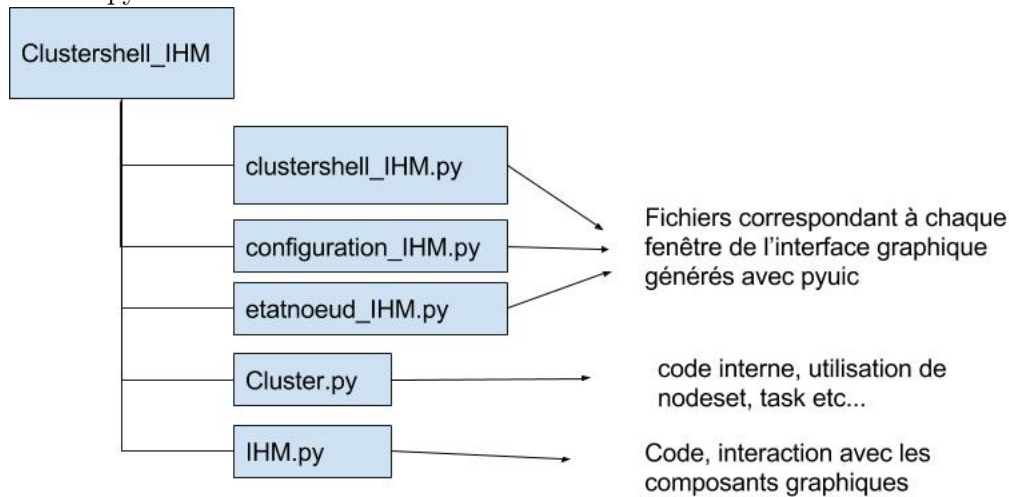 Clustershell_IHM
clustershell_IHM.py
configuration_IHM.py
etatnoeud_IHM.py
Fichiers correspondant à chaque
fenêtre de l'interface graphique
générés avec pyuic
Cluster.py
code interne, utilisation de
nodeset, task etc...
IHM.py
Code, interaction avec les
composants graphiques